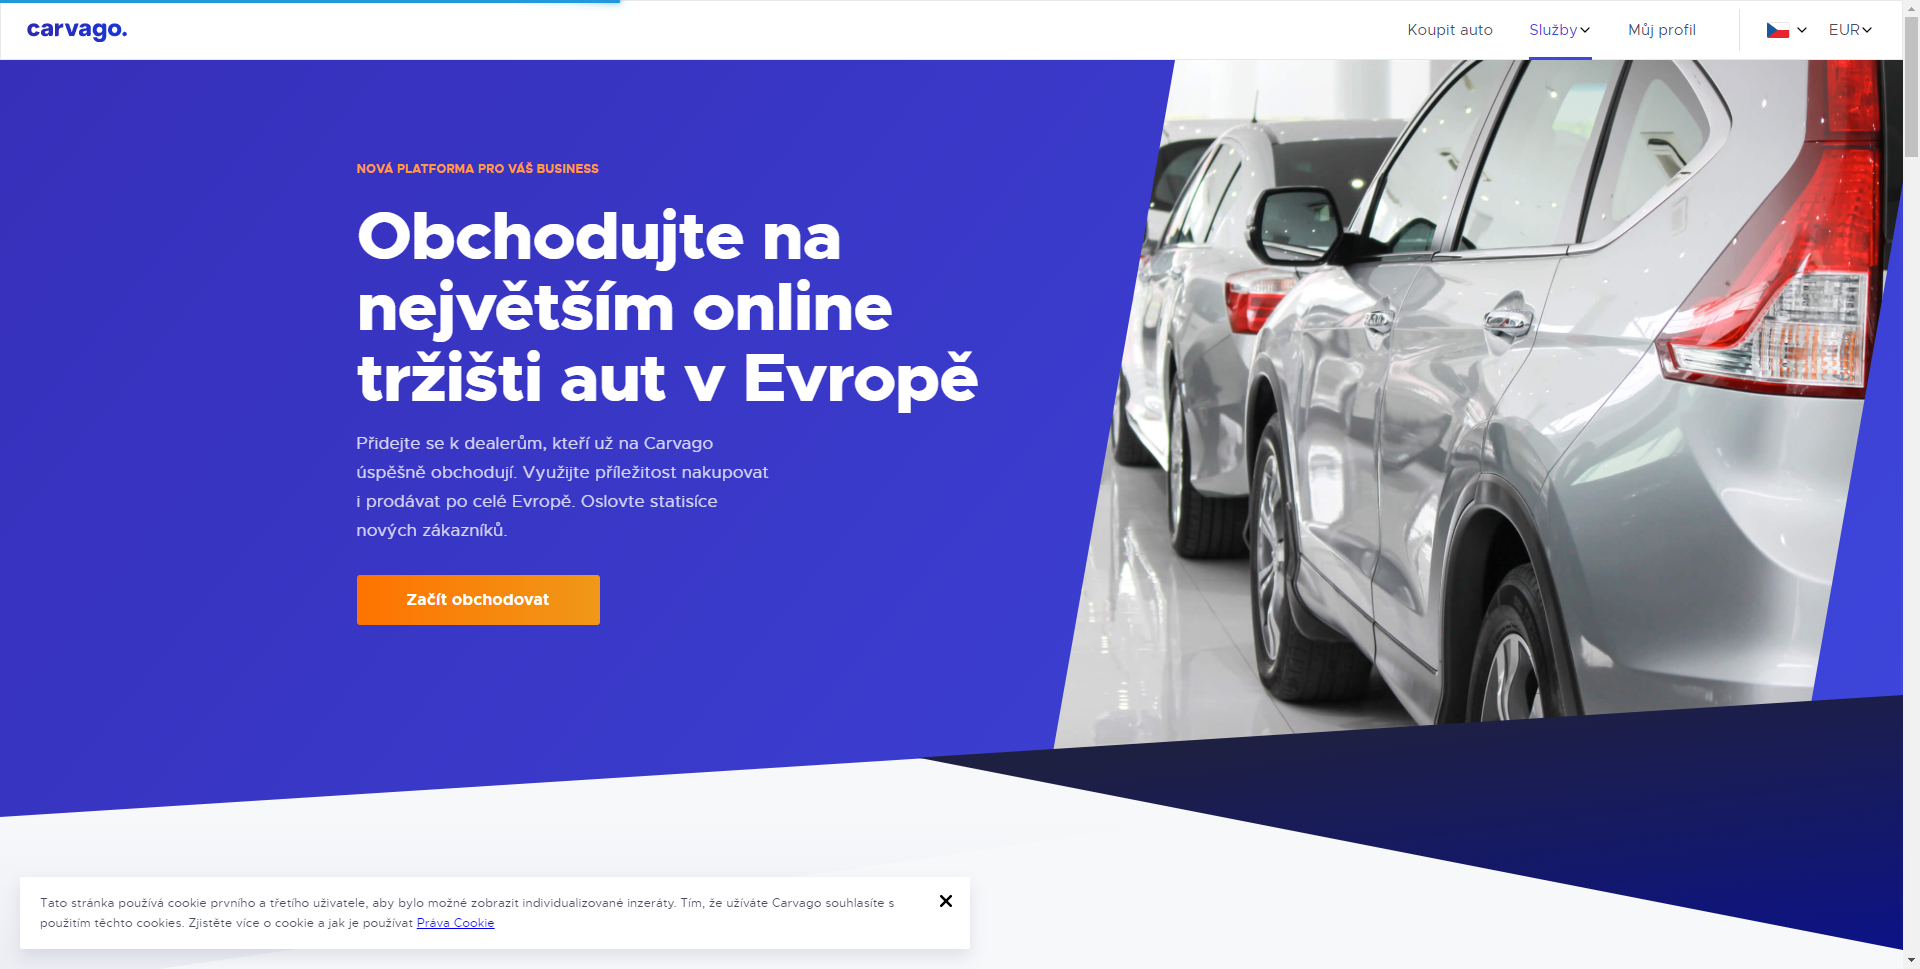 carvago.
Koupit auto
Služby
Můj profil
EUR
NOVÁ PLATFORMA PRO VÁŠ BUSINESS
Obchodujte na
největším online
tržišti aut v Evropě
Přidejte se k dealerům, kteří už na Carvago
úspěšně obchodují. Využijte příležitost nakupovat
i prodávat po celé Evropě. Oslovte statisíce
nových zákazníků.
Začít obchodovat
Tato stránka používá cookie prvního a třetího uživatele, aby bylo možné zobrazit individualizované inzeráty. Tím, že užíváte Carvago souhlasíte s
použitím těchto cookies. Zjistěte více o cookie a jak je používat Práva Cookie